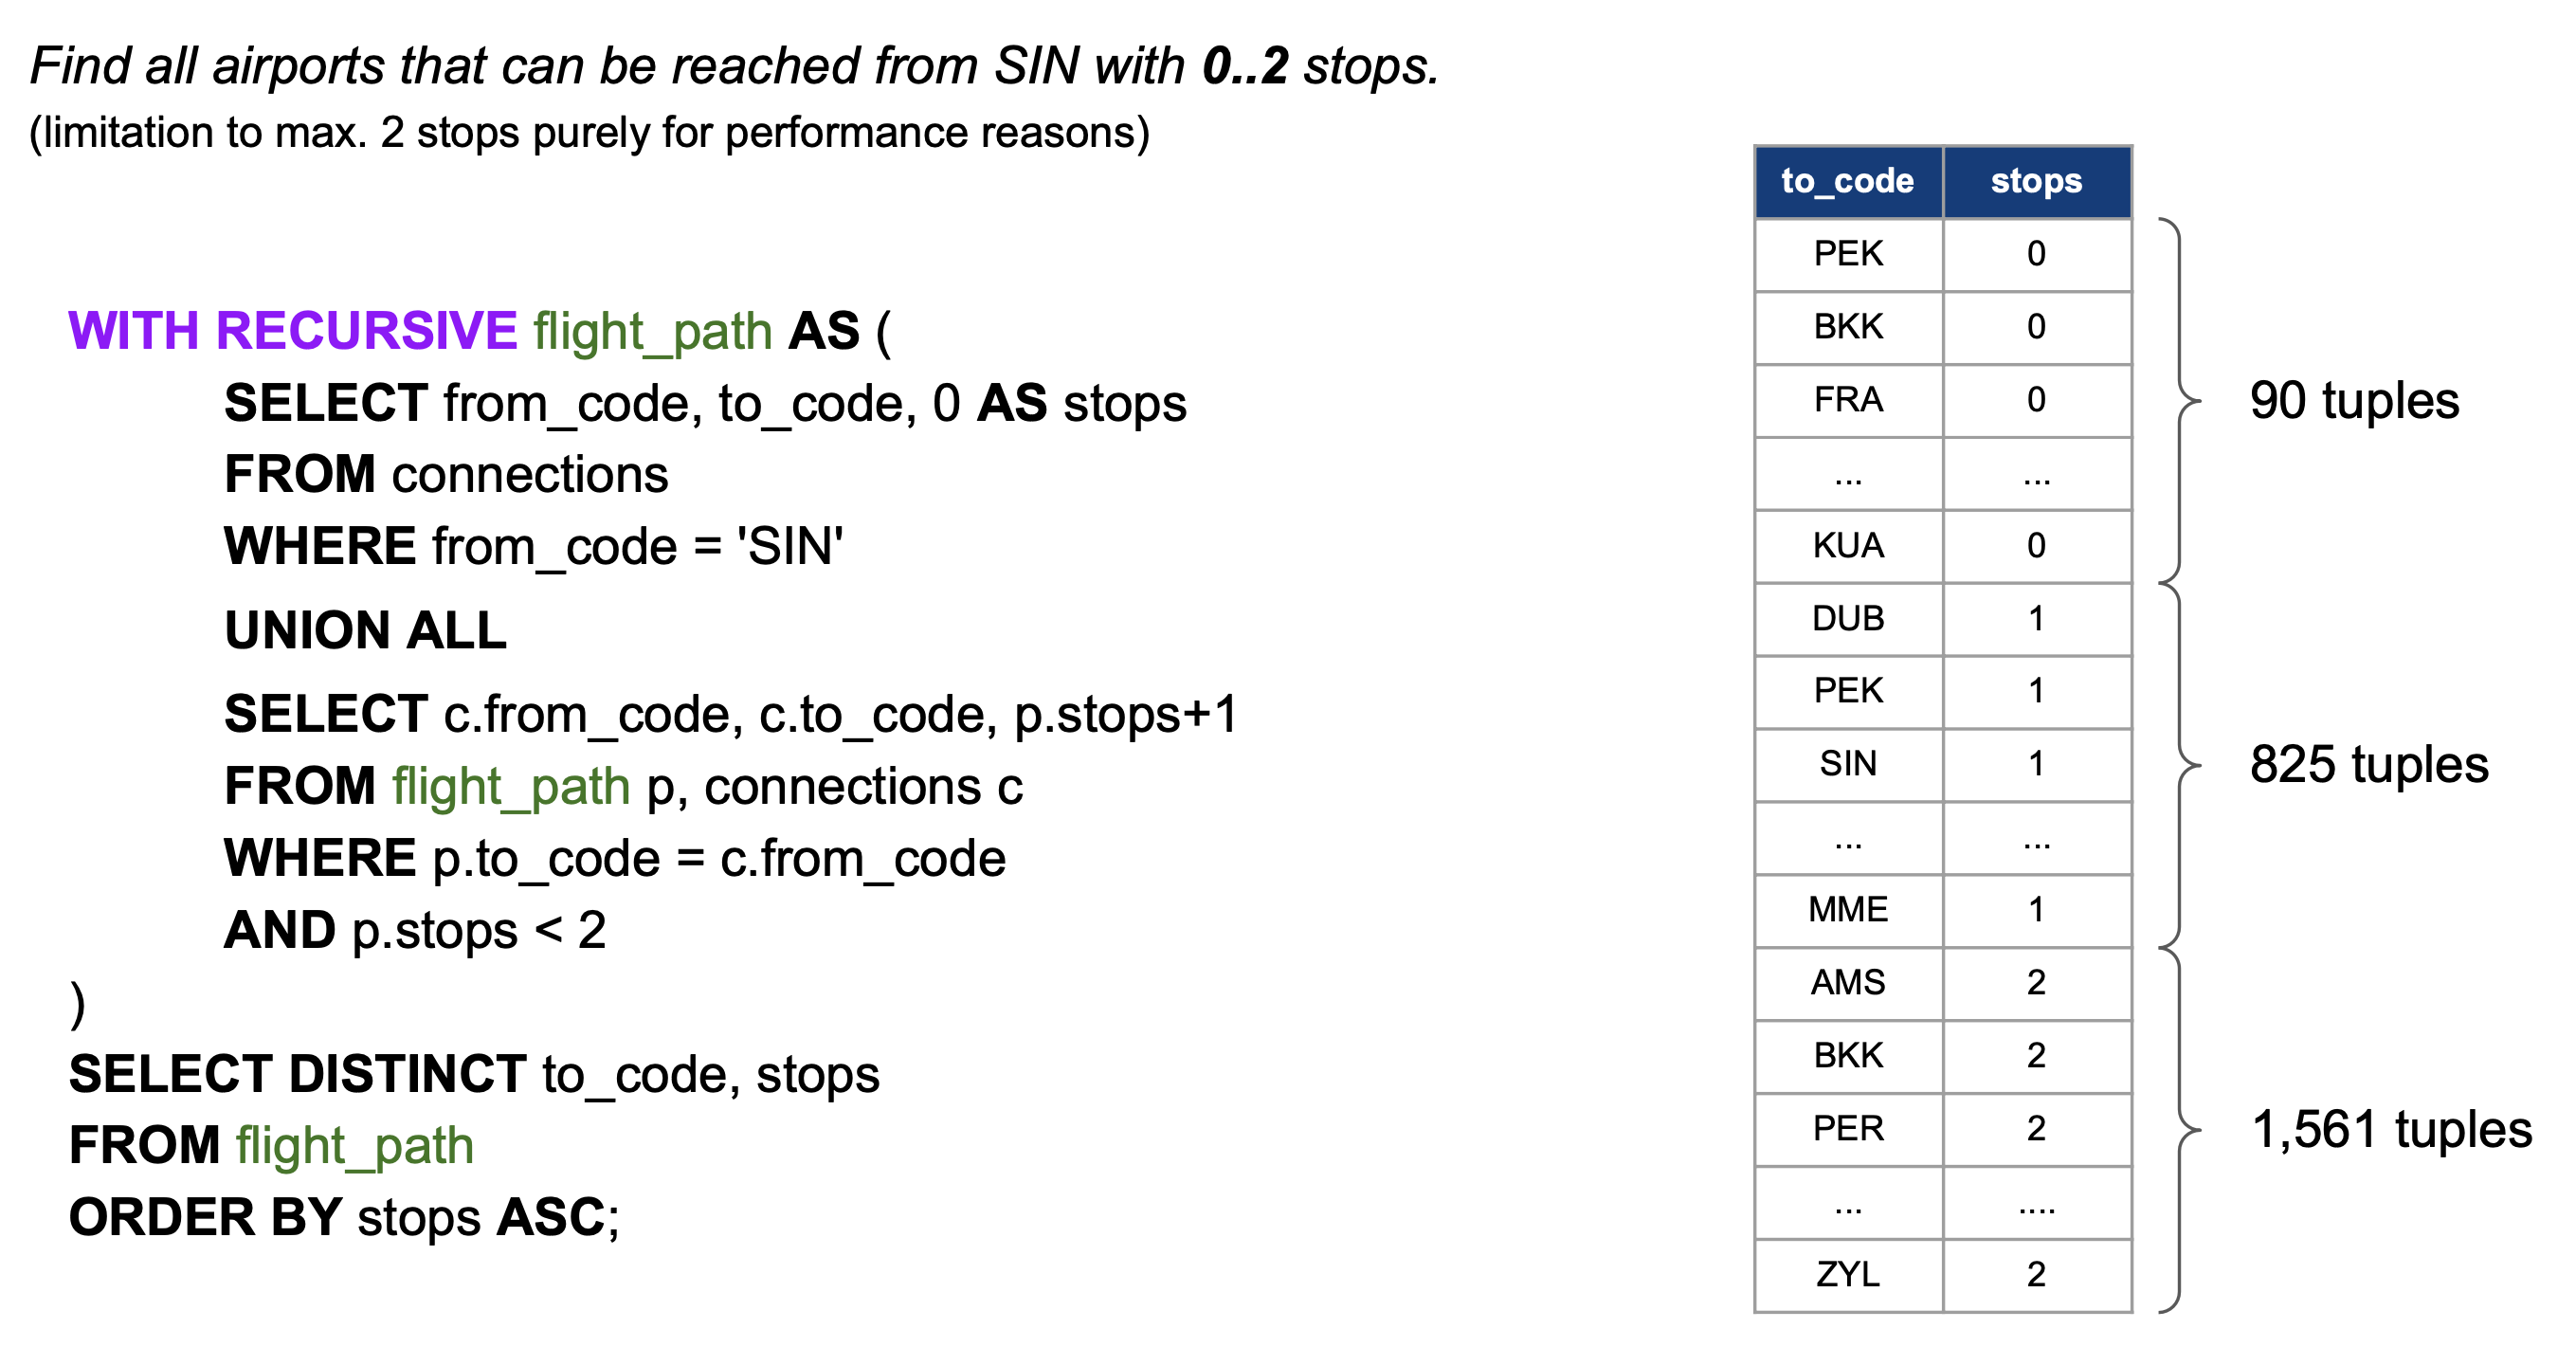 Find all airports that can be reached from SIN with 0..2 stops.
(limitation to max. 2 stops purely for performance reasons)
WITH RECURSIVE flight_path AS (
SELECT from_code, to_code, 0 AS stops
FROM connections
WHERE from_code = 'SIN'
UNION ALL
SELECT c.from_code, c.to_code, p.stops+1
FROM flight_path p, connections c
WHERE p.to_code = c.from_code
AND p.stops < 2
)
SELECT DISTINCT to_code, stops
FROM flight_path
ORDER BY stops ASC;
to_code stops
PEK 0
BKK 0
FRA 0
... ...
KUA 0
90 tuples
DUB 1
PEK 1
SIN 1
... ...
MME 1
825 tuples
AMS 2
BKK 2
PER 2
... ....
ZYL 2
1,561 tuples